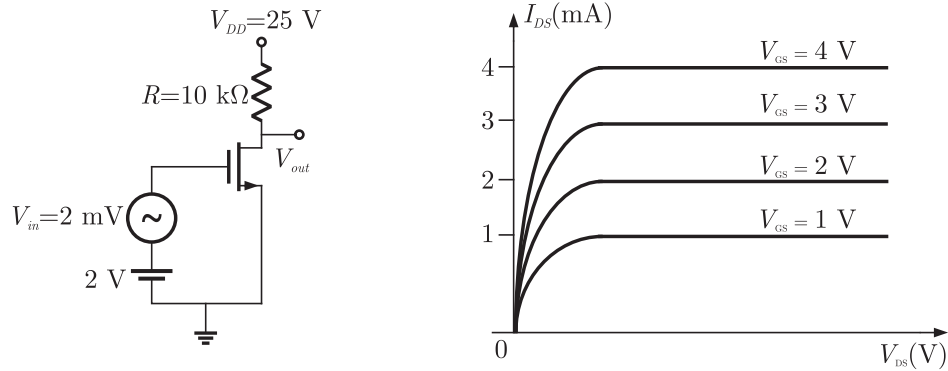 V_DD=25 V
R=10 kΩ
V_out
V_in=2 mV
~
2 V
I_DS(mA)
4
3
2
1
0
V_GS = 4 V
V_GS = 3 V
V_GS = 2 V
V_GS = 1 V
V_DS(V)